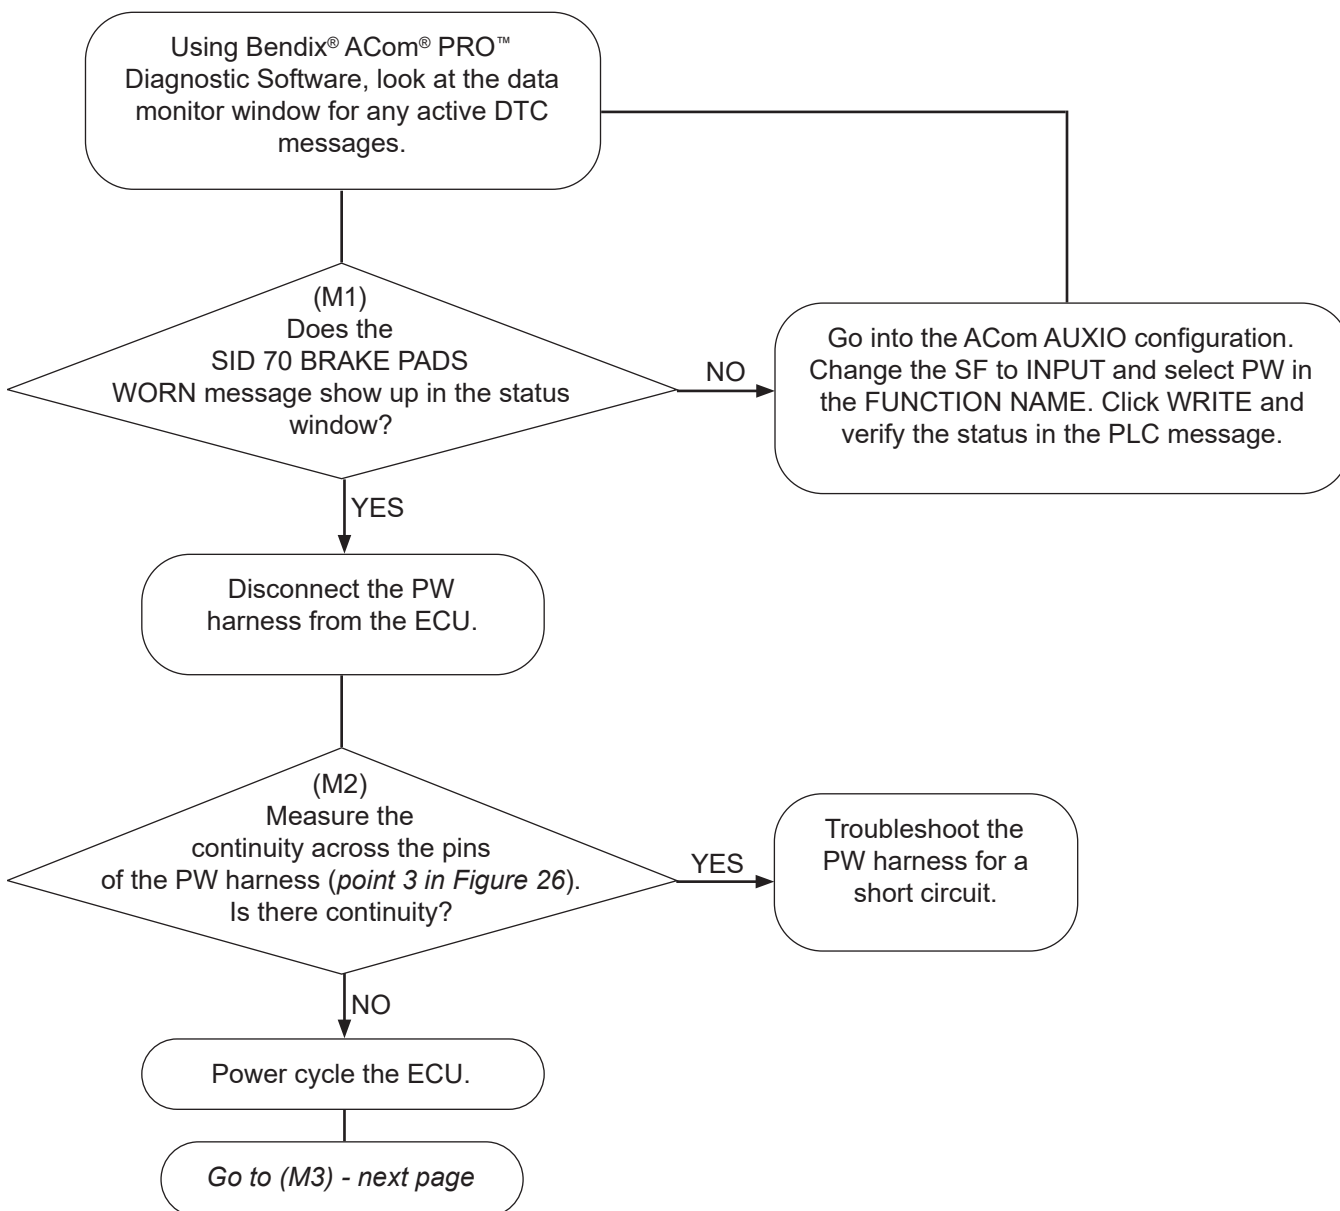 Using Bendix® ACom® PRO™
Diagnostic Software, look at the data
monitor window for any active DTC
messages.
(M1)
Does the
SID 70 BRAKE PADS
WORN message show up in the status
window?
NO
Go into the ACom AUXIO configuration.
Change the SF to INPUT and select PW in
the FUNCTION NAME. Click WRITE and
verify the status in the PLC message.
YES
Disconnect the PW
harness from the ECU.
(M2)
Measure the
continuity across the pins
of the PW harness (point 3 in Figure 26).
Is there continuity?
YES
Troubleshoot the
PW harness for a
short circuit.
NO
Power cycle the ECU.
Go to (M3) - next page